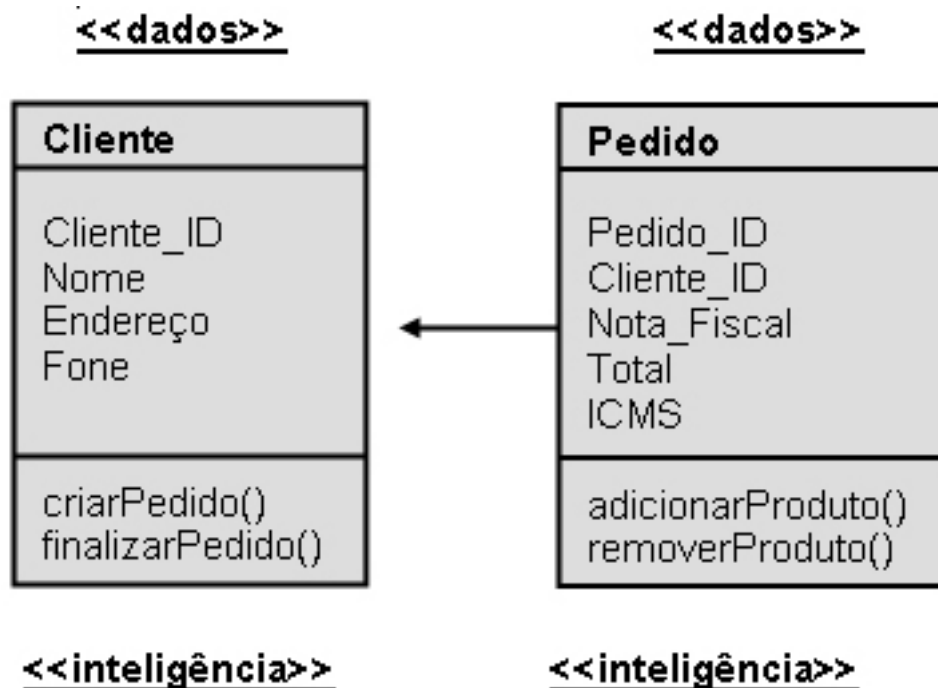 <<dados>>
<<dados>>
Cliente
Cliente_ID
Nome
Endereço
Fone
criarPedido()
finalizarPedido()
Pedido
Pedido_ID
Cliente_ID
Nota_Fiscal
Total
ICMS
adicionarProduto()
removerProduto()
<<inteligência>>
<<inteligência>>